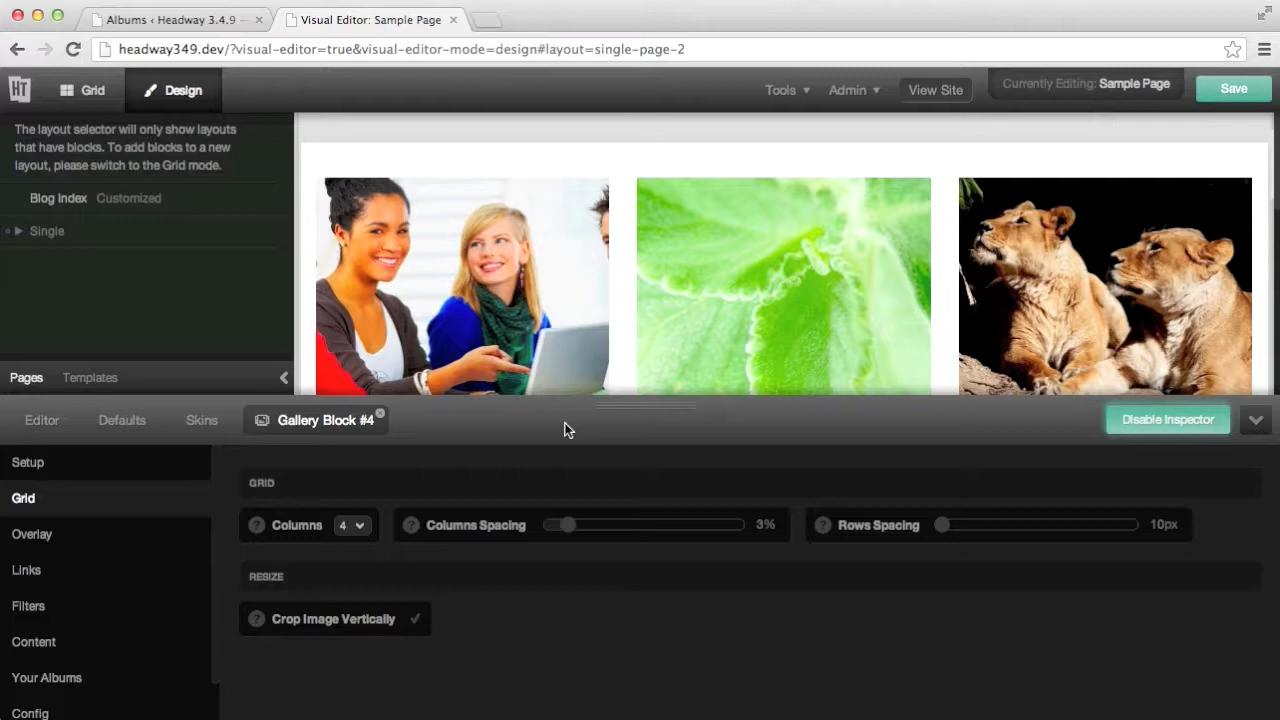 Albums ‹ Headway 3.4.9 —
Visual Editor: Sample Page
headway349.dev/?visual-editor=true&visual-editor-mode=design#layout=single-page-2
HT
Grid
Design
Tools
Admin
View Site
Currently Editing: Sample Page
Save
The layout selector will only show layouts
that have blocks. To add blocks to a new
layout, please switch to the Grid mode.
Blog Index Customized
Single
Pages
Templates
Editor
Defaults
Skins
Gallery Block #4
Disable Inspector
Setup
Grid
Overlay
Links
Filters
Content
Your Albums
Config
GRID
? Columns 4
? Columns Spacing 3%
? Rows Spacing 10px
RESIZE
? Crop Image Vertically